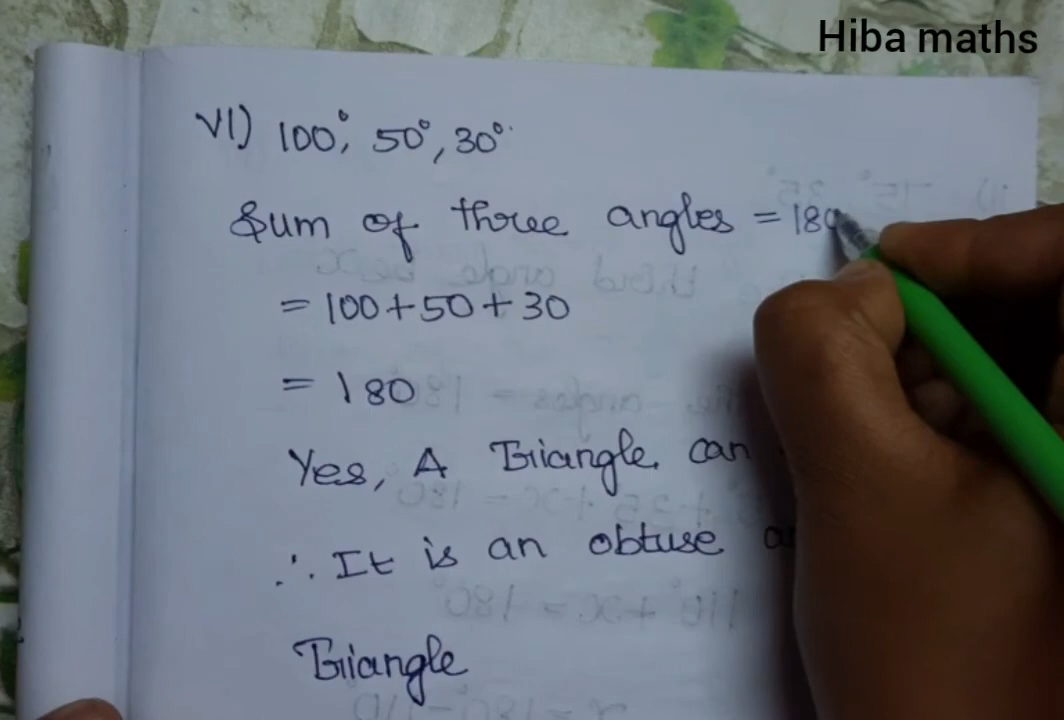 Hiba maths
VI) 100°, 50°, 30°
Sum of three angles = 180
= 100+50+30
= 180
Yes, A Triangle can
∴ It is an obtuse
Triangle